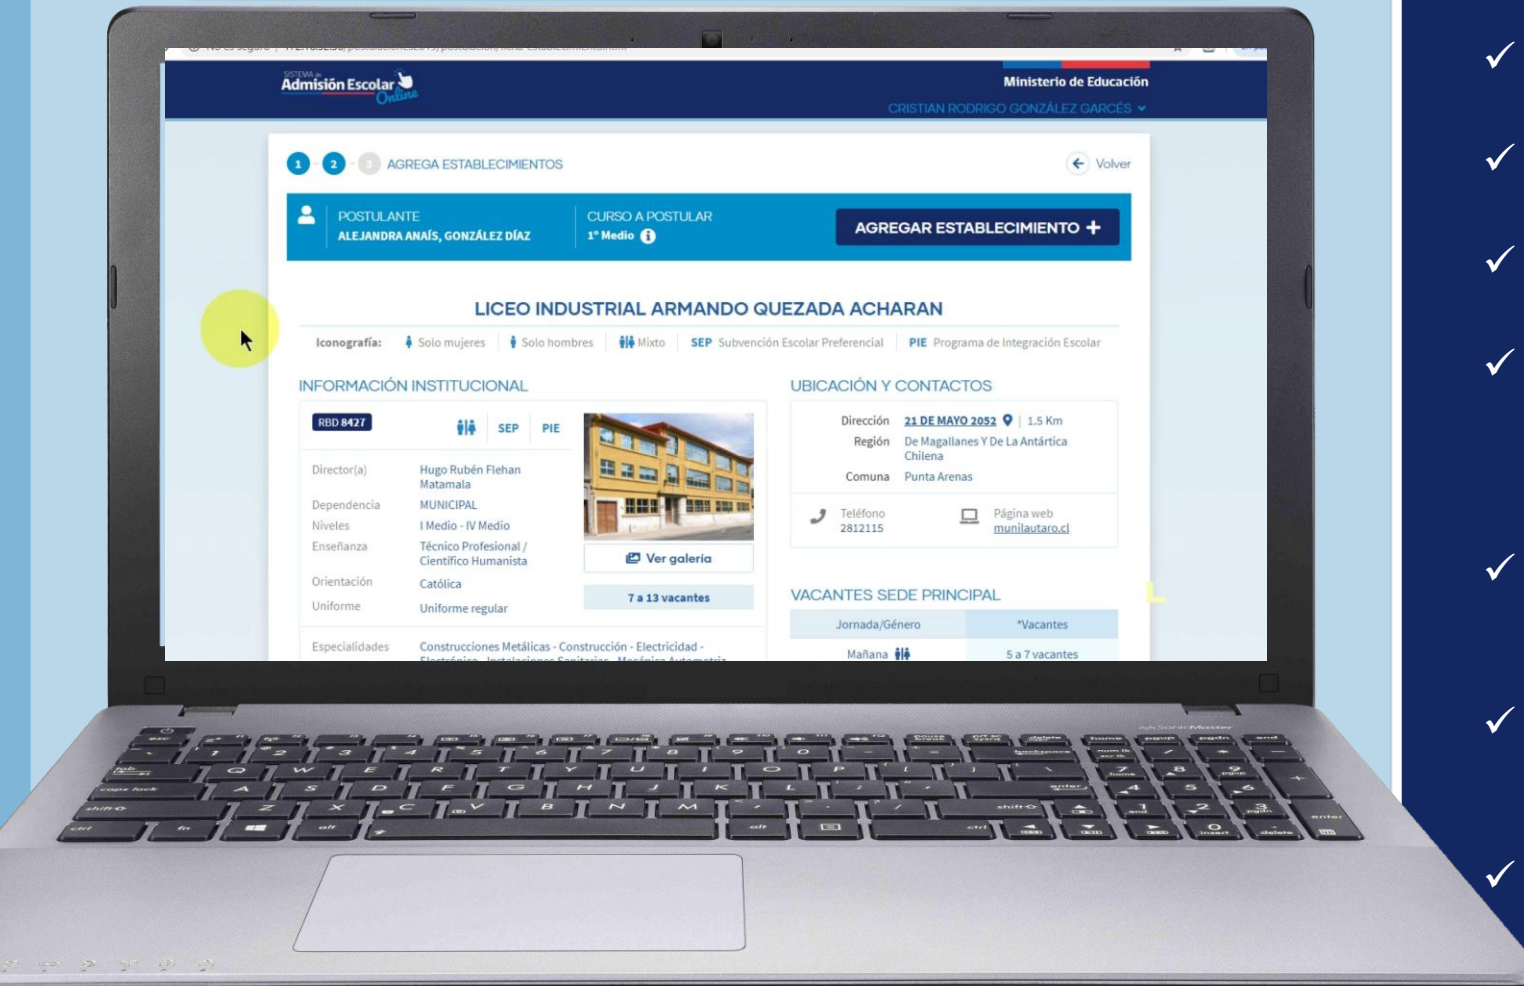 SISTEMA de
Admisión Escolar
Online
Ministerio de Educación
CRISTIAN RODRIGO GONZÁLEZ GARCÉS
1 - 2 - 3 AGREGA ESTABLECIMIENTOS
Volver
POSTULANTE
ALEJANDRA ANAÍS, GONZÁLEZ DÍAZ
CURSO A POSTULAR
1º Medio
AGREGAR ESTABLECIMIENTO +
LICEO INDUSTRIAL ARMANDO QUEZADA ACHARAN
Iconografía: Solo mujeres Solo hombres Mixto SEP Subvención Escolar Preferencial PIE Programa de Integración Escolar
INFORMACIÓN INSTITUCIONAL
RBD 8427 SEP PIE
Director(a) Hugo Rubén Flehan
Matamala
Dependencia MUNICIPAL
Niveles I Medio - IV Medio
Enseñanza Técnico Profesional /
Científico Humanista
Orientación Católica
Uniforme Uniforme regular
Ver galería
7 a 13 vacantes
Especialidades Construcciones Metálicas - Construcción - Electricidad -
UBICACIÓN Y CONTACTOS
Dirección 21 DE MAYO 2052 | 1.5 Km
Región De Magallanes Y De La Antártica
Chilena
Comuna Punta Arenas
Teléfono
2812115
Página web
munilautaro.cl
VACANTES SEDE PRINCIPAL
Jornada/Género *Vacantes
Mañana 5 a 7 vacantes